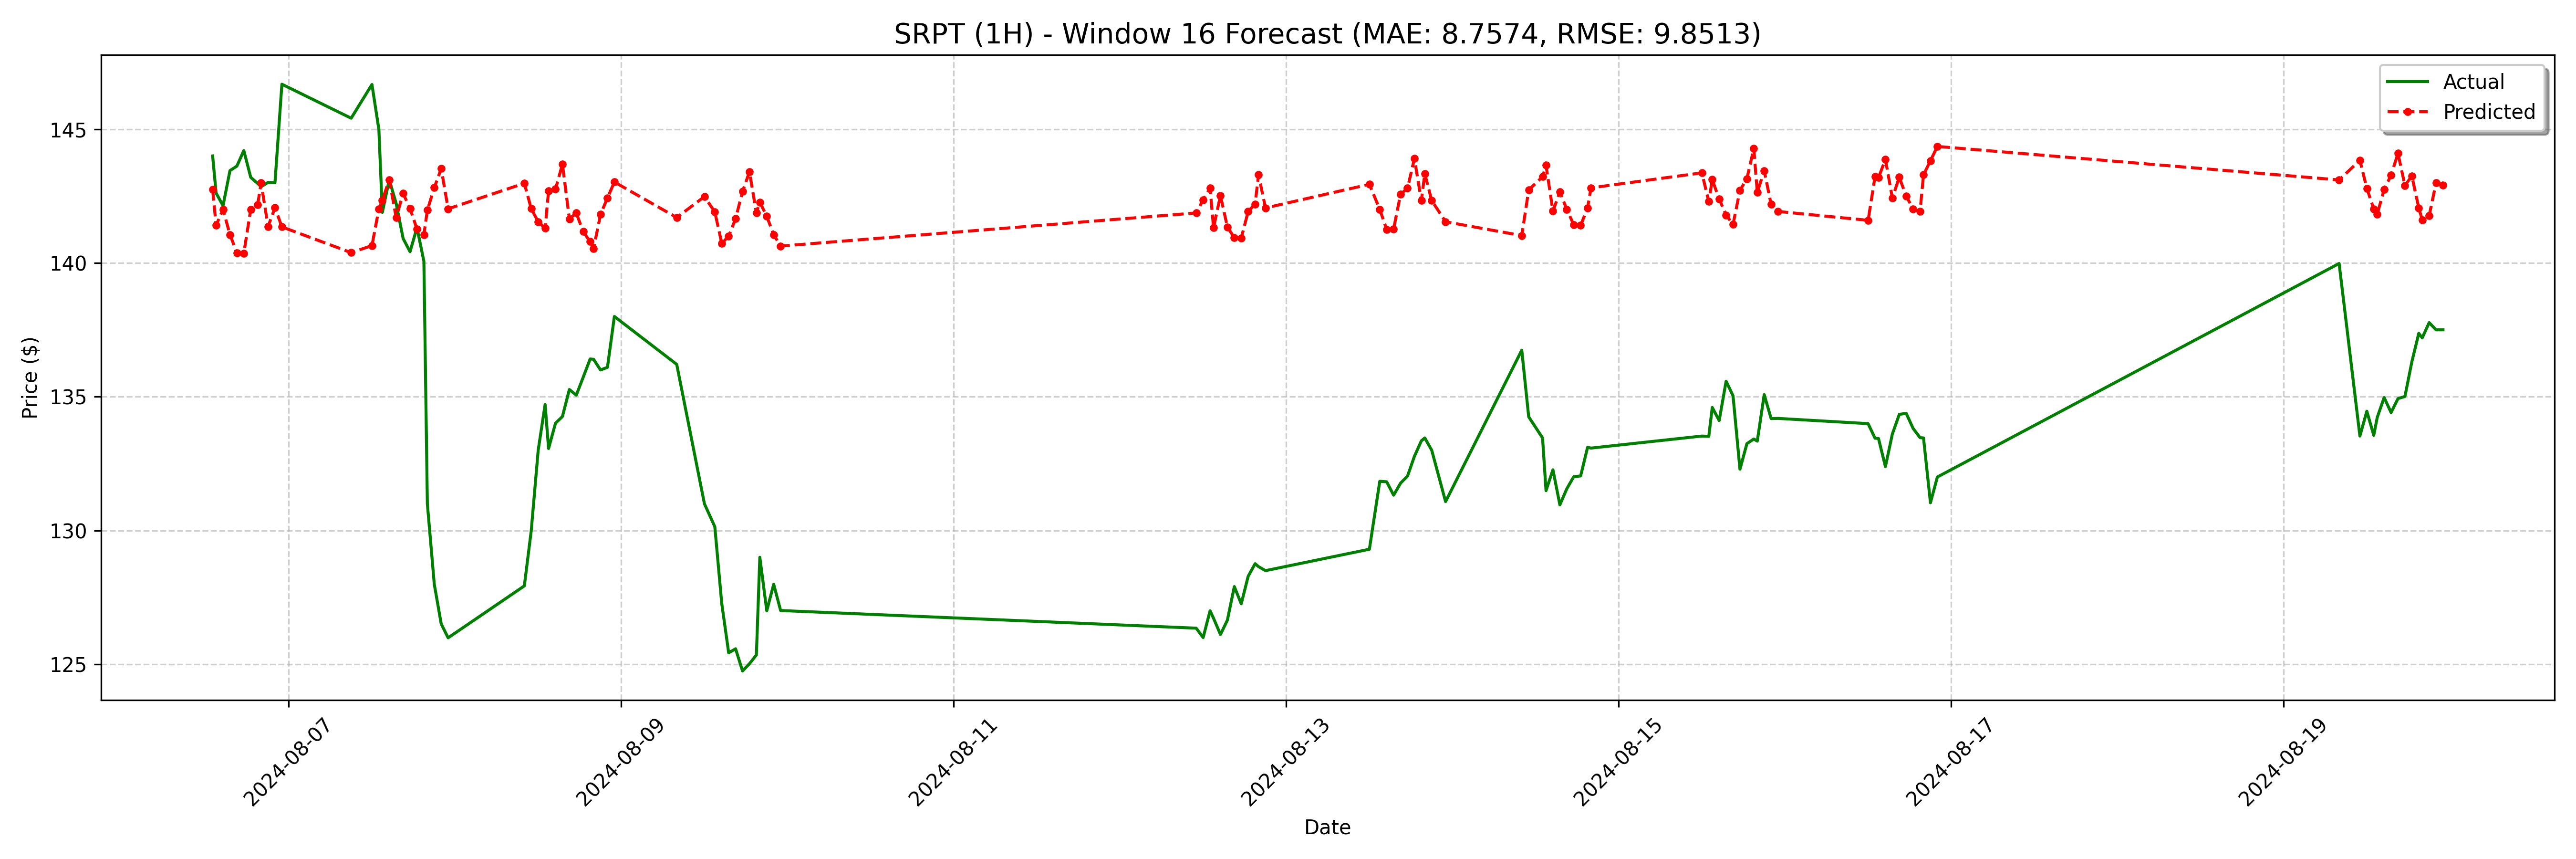 SRPT (1H) - Window 16 Forecast (MAE: 8.7574, RMSE: 9.8513)
Actual
Predicted
145
140
135
130
125
Price ($)
2024-08-07
2024-08-09
2024-08-11
2024-08-13
2024-08-15
2024-08-17
2024-08-19
Date